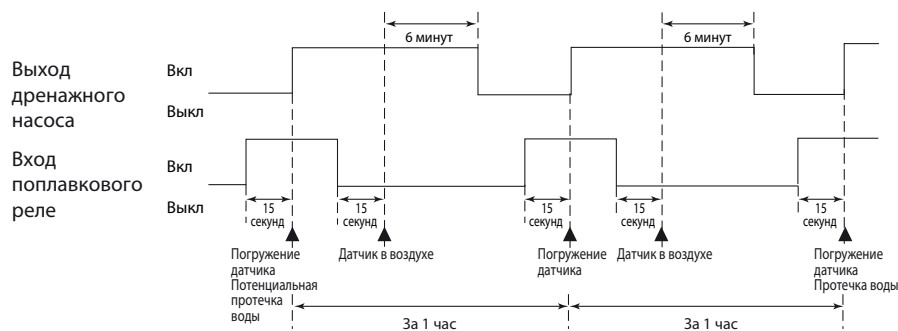 6 минут
6 минут
Выход
дренажного
насоса
Вкл
Выкл
Вход
поплавкового
реле
Вкл
Выкл
15
секунд
15
секунд
15
секунд
15
секунд
15
секунд
Погружение
датчика
Потенциальная
протечка
воды
Датчик в воздухе
Погружение
датчика
Датчик в воздухе
Погружение
датчика
Протечка воды
За 1 час
За 1 час